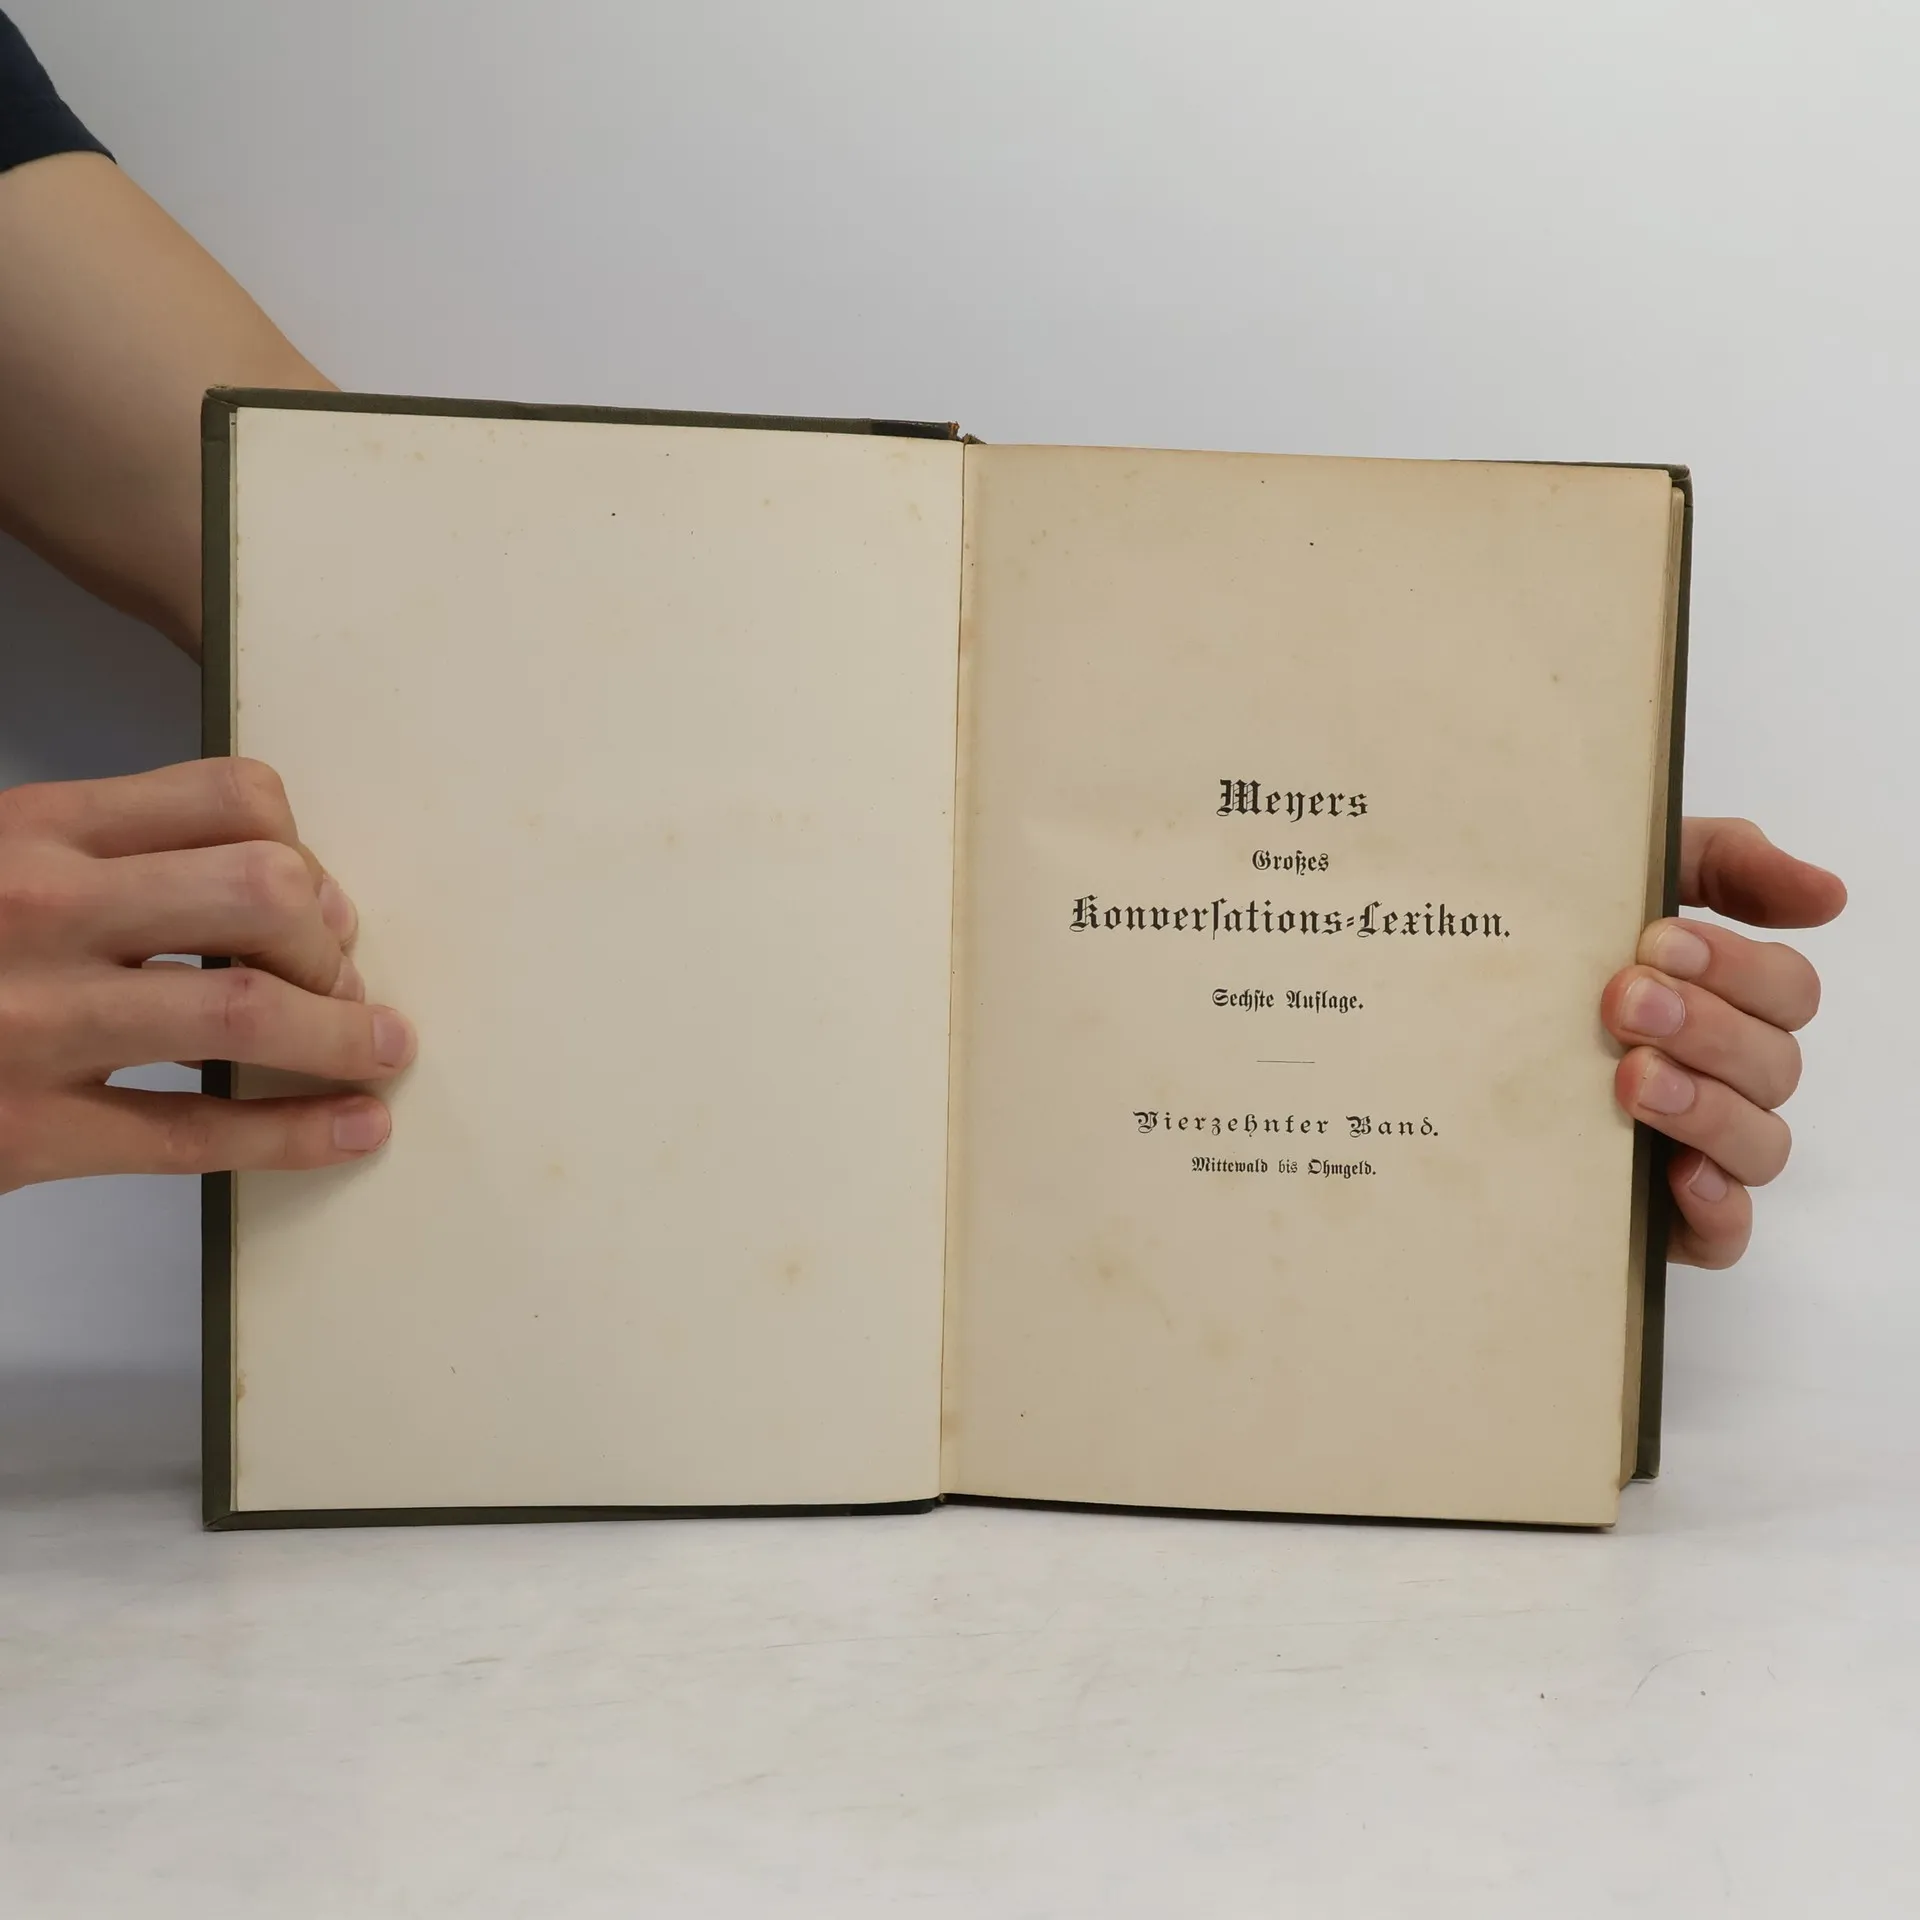 Meyers
Großes
Konverſations-Lexikon.
Sechſte Auflage.
Vierzehnter Band.
Mittewald bis Ohmgeld.